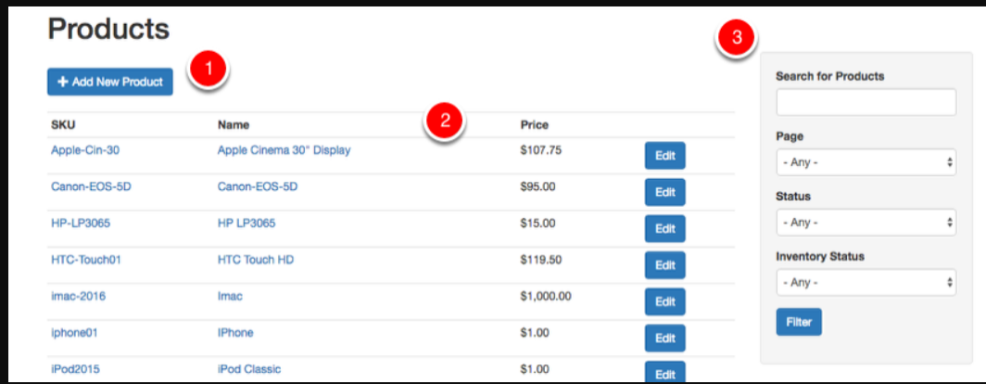 Products
1
+ Add New Product
SKU Name Price
2
Apple-Cin-30 Apple Cinema 30" Display $107.75 Edit
Canon-EOS-5D Canon-EOS-5D $95.00 Edit
HP-LP3065 HP LP3065 $15.00 Edit
HTC-Touch01 HTC Touch HD $119.50 Edit
imac-2016 Imac $1,000.00 Edit
iphone01 IPhone $1.00 Edit
iPod2015 iPod Classic $1.00 Edit
3
Search for Products
Page
- Any -
Status
- Any -
Inventory Status
- Any -
Filter